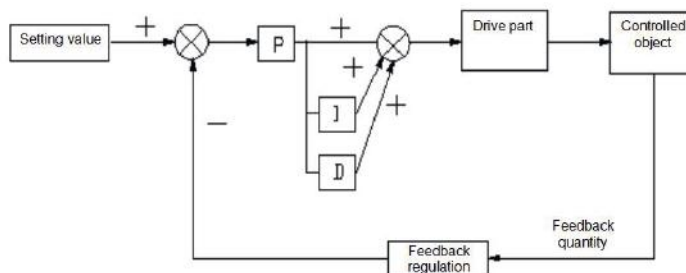 Setting value
+
P
+
+
+
Drive part
Controlled
object
−
I
D
Feedback
quantity
Feedback
regulation